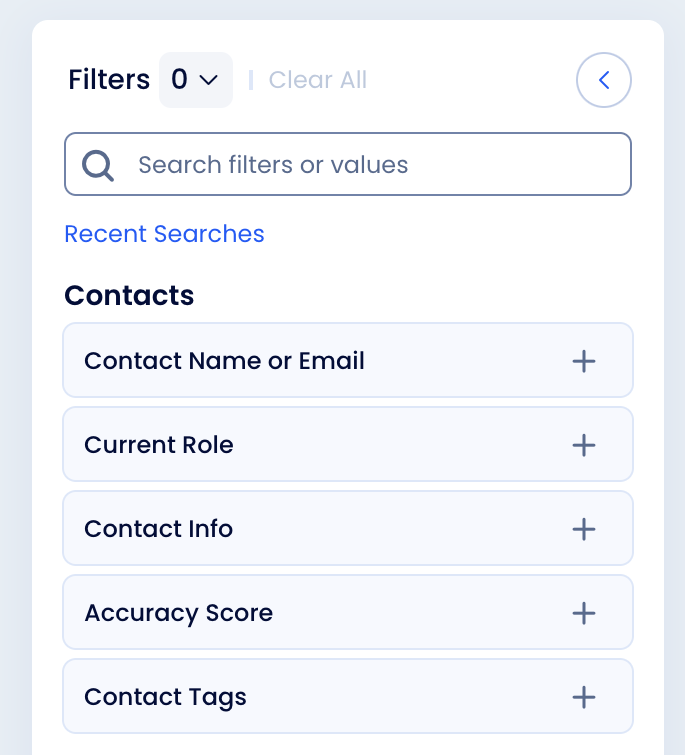 Filters 0 Clear All
Search filters or values
Recent Searches
Contacts
Contact Name or Email
Current Role
Contact Info
Accuracy Score
Contact Tags